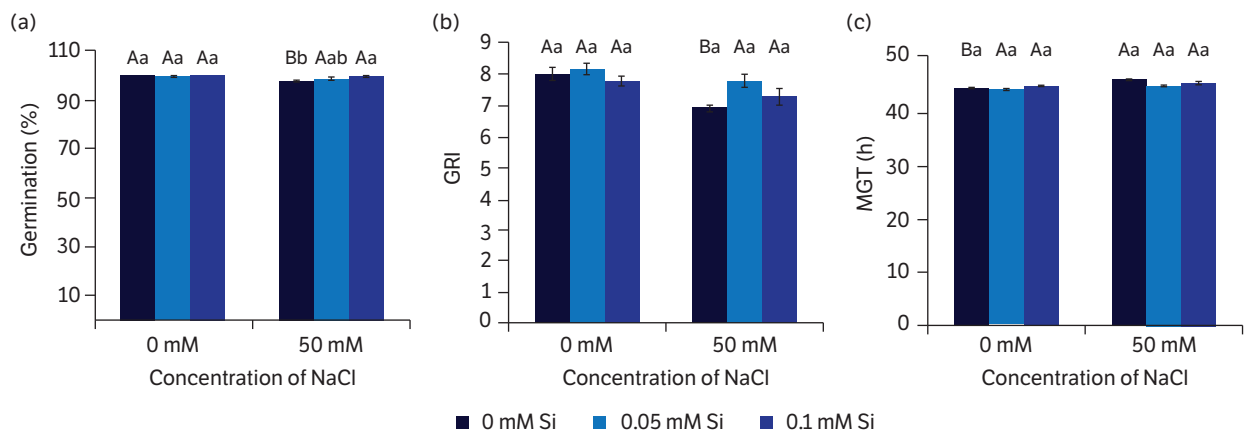 (a)
110
90
70
50
30
10
Germination (%)
Aa Aa Aa
Bb Aab Aa
0 mM
50 mM
Concentration of NaCl
(b)
9
8
7
6
5
4
3
2
1
0
GRI
Aa Aa Aa
Ba Aa Aa
0 mM
50 mM
Concentration of NaCl
(c)
50
40
30
20
10
0
MGT (h)
Ba Aa Aa
Aa Aa Aa
0 mM
50 mM
Concentration of NaCl
0 mM Si 0.05 mM Si 0.1 mM Si